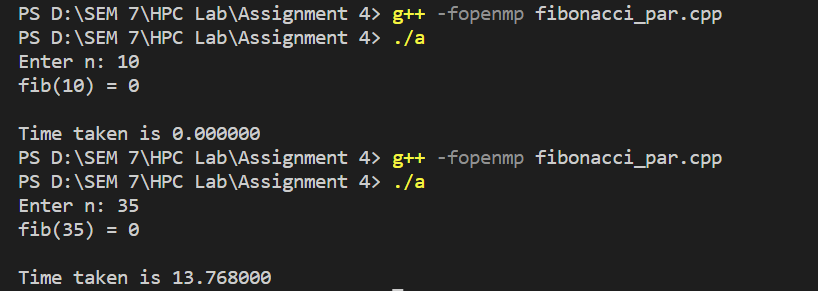 PS D:\SEM 7\HPC Lab\Assignment 4> g++ -fopenmp fibonacci_par.cpp
PS D:\SEM 7\HPC Lab\Assignment 4> ./a
Enter n: 10
fib(10) = 0
Time taken is 0.000000
PS D:\SEM 7\HPC Lab\Assignment 4> g++ -fopenmp fibonacci_par.cpp
PS D:\SEM 7\HPC Lab\Assignment 4> ./a
Enter n: 35
fib(35) = 0
Time taken is 13.768000